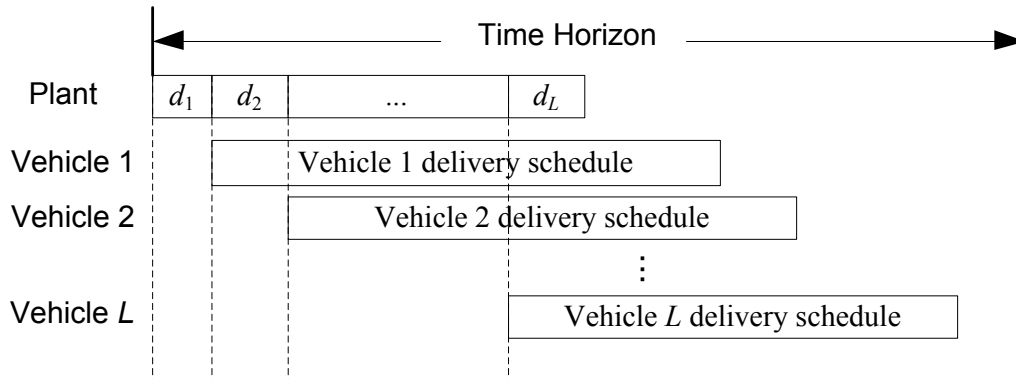 Time Horizon
Plant d1 d2 ... dL
Vehicle 1 Vehicle 1 delivery schedule
Vehicle 2 Vehicle 2 delivery schedule
⋮
Vehicle L Vehicle L delivery schedule